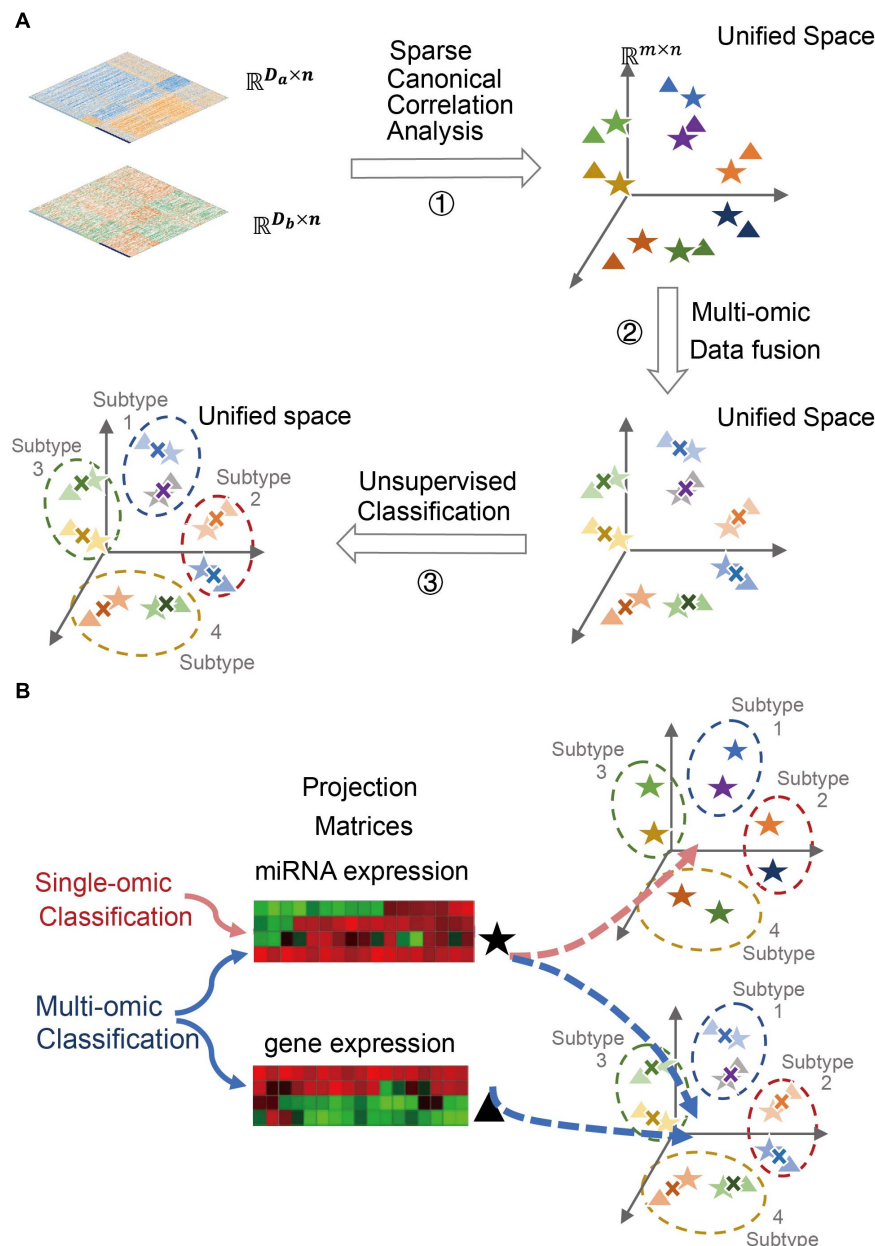 A
ℝ^{D_a×n}
ℝ^{D_b×n}
Sparse
Canonical
Correlation
Analysis
①
ℝ^{m×n}
Unified Space
②
Multi-omic
Data fusion
Unified Space
Unsupervised
Classification
③
Unified space
Subtype
1
Subtype
3
Subtype
2
4
Subtype
B
Projection
Matrices
miRNA expression
Single-omic
Classification
Multi-omic
Classification
gene expression
Subtype
1
Subtype
3
Subtype
2
4
Subtype
Subtype
1
Subtype
3
Subtype
2
4
Subtype